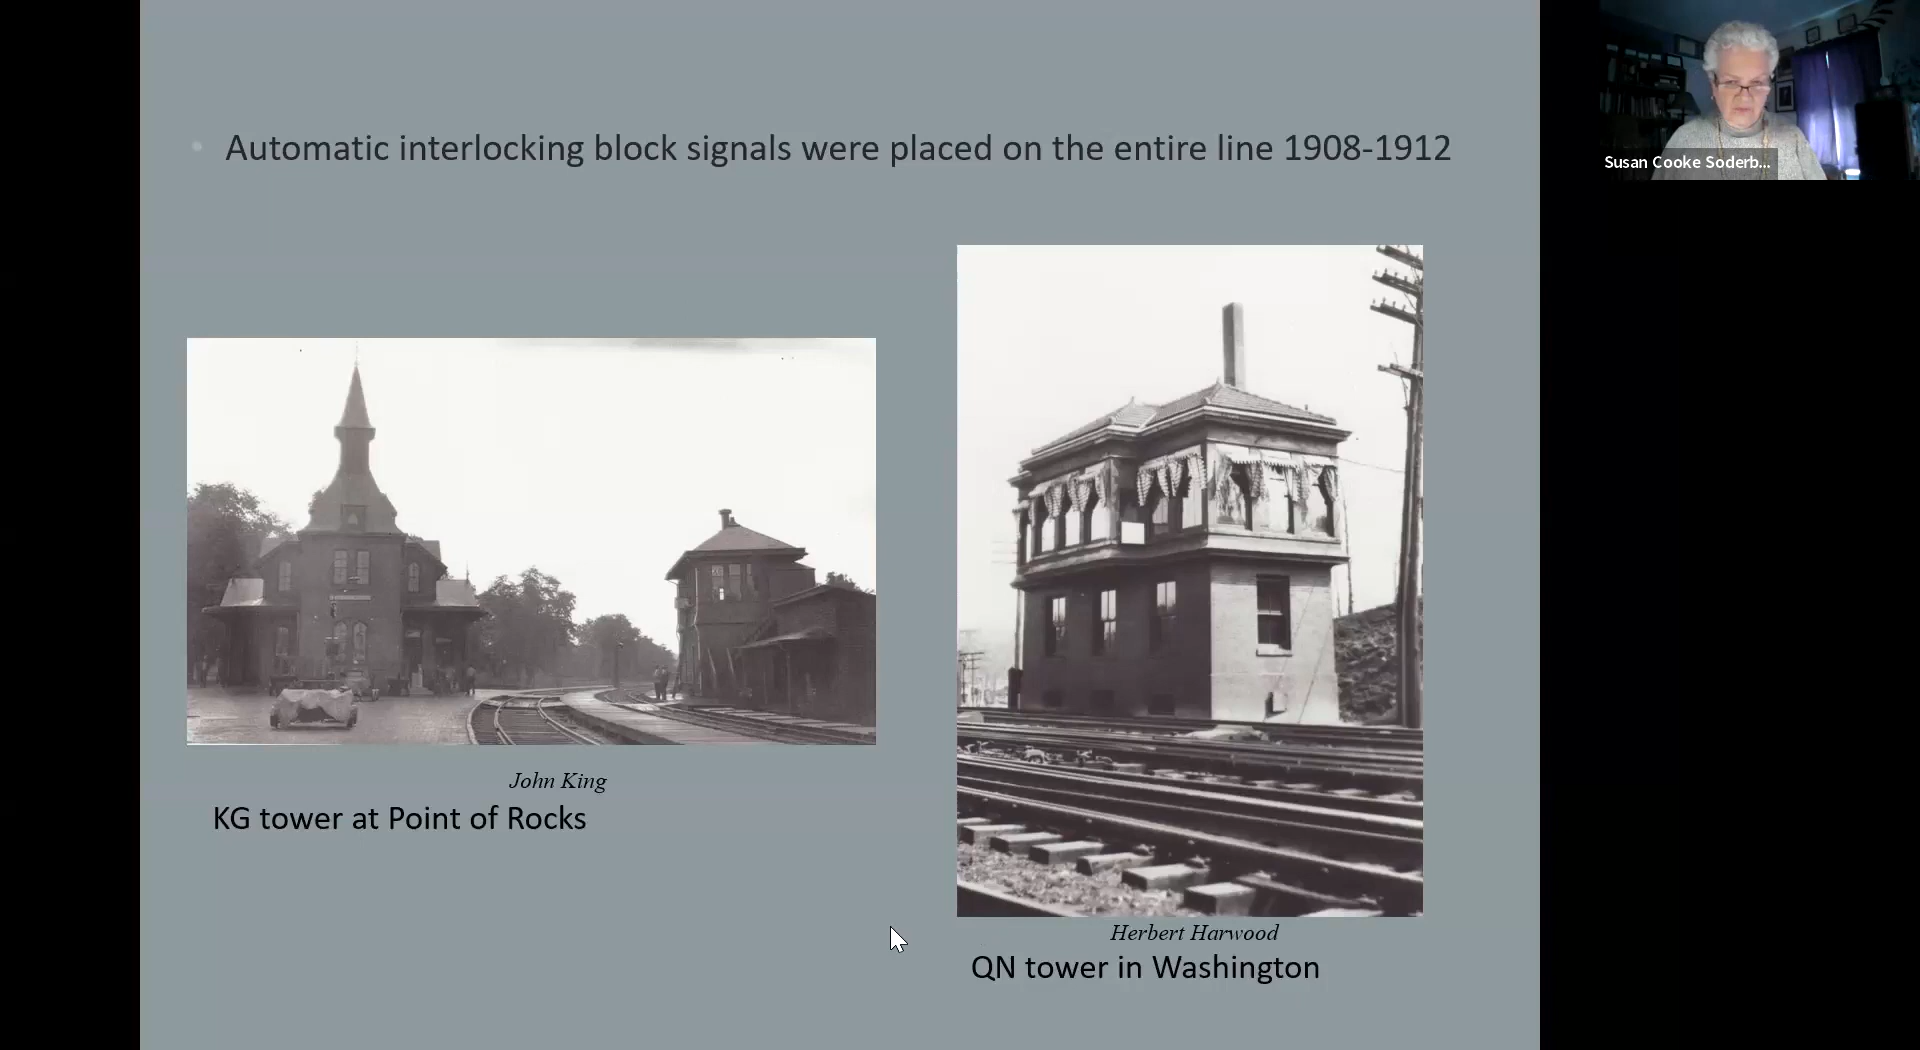 Automatic interlocking block signals were placed on the entire line 1908-1912
Susan Cooke Soderb...
John King
KG tower at Point of Rocks
Herbert Harwood
QN tower in Washington